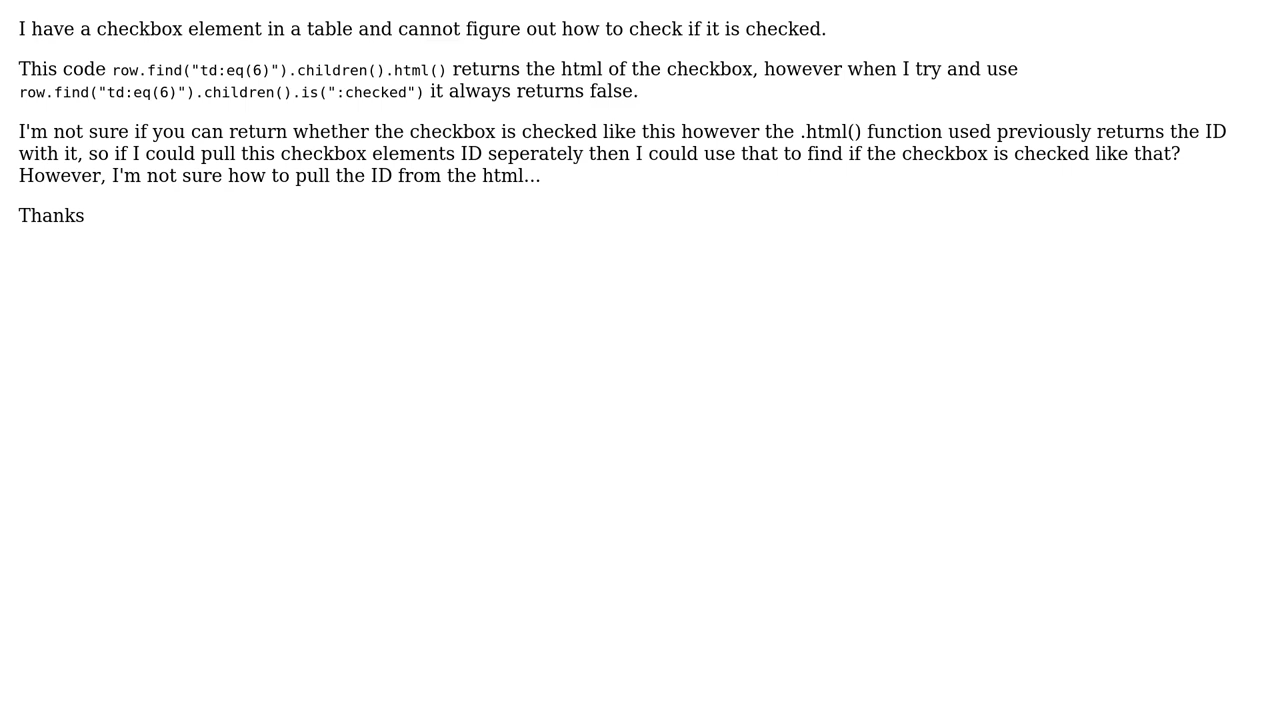 I have a checkbox element in a table and cannot figure out how to check if it is checked.
This code row.find("td:eq(6)").children().html() returns the html of the checkbox, however when I try and use
row.find("td:eq(6)").children().is(":checked") it always returns false.
I'm not sure if you can return whether the checkbox is checked like this however the .html() function used previously returns the ID
with it, so if I could pull this checkbox elements ID seperately then I could use that to find if the checkbox is checked like that?
However, I'm not sure how to pull the ID from the html...
Thanks